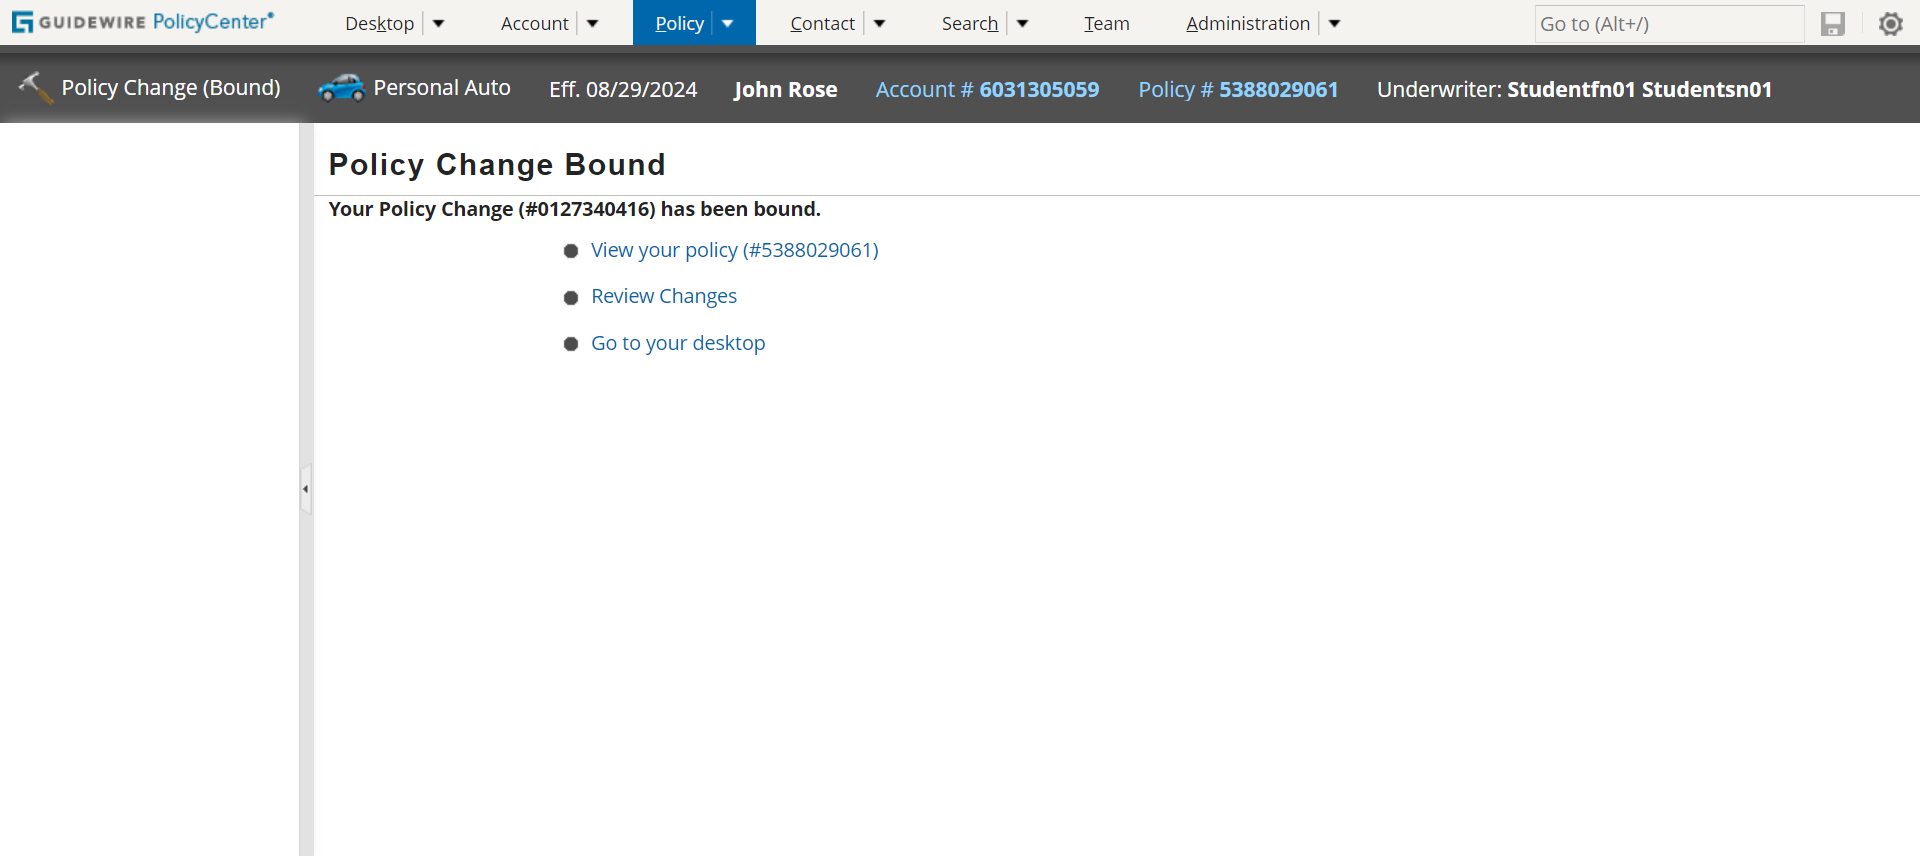 GUIDEWIRE PolicyCenter® Desktop Account Policy Contact Search Team Administration Go to (Alt+/)
Policy Change (Bound) Personal Auto Eff. 08/29/2024 John Rose Account # 6031305059 Policy # 5388029061 Underwriter: Studentfn01 Studentsn01
Policy Change Bound
Your Policy Change (#0127340416) has been bound.
View your policy (#5388029061)
Review Changes
Go to your desktop